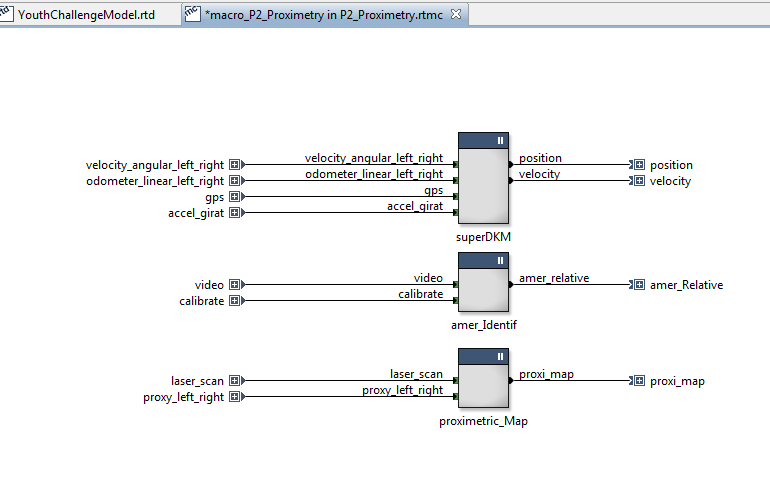 YouthChallengeModel.rtd
*macro_P2_Proximetry in P2_Proximetry.rtmc
velocity_angular_left_right velocity_angular_left_right position position
odometer_linear_left_right odometer_linear_left_right velocity velocity
gps gps
accel_girat accel_girat
superDKM
video video amer_relative amer_Relative
calibrate calibrate
amer_Identif
laser_scan laser_scan proxi_map proxi_map
proxy_left_right proxy_left_right
proximetric_Map